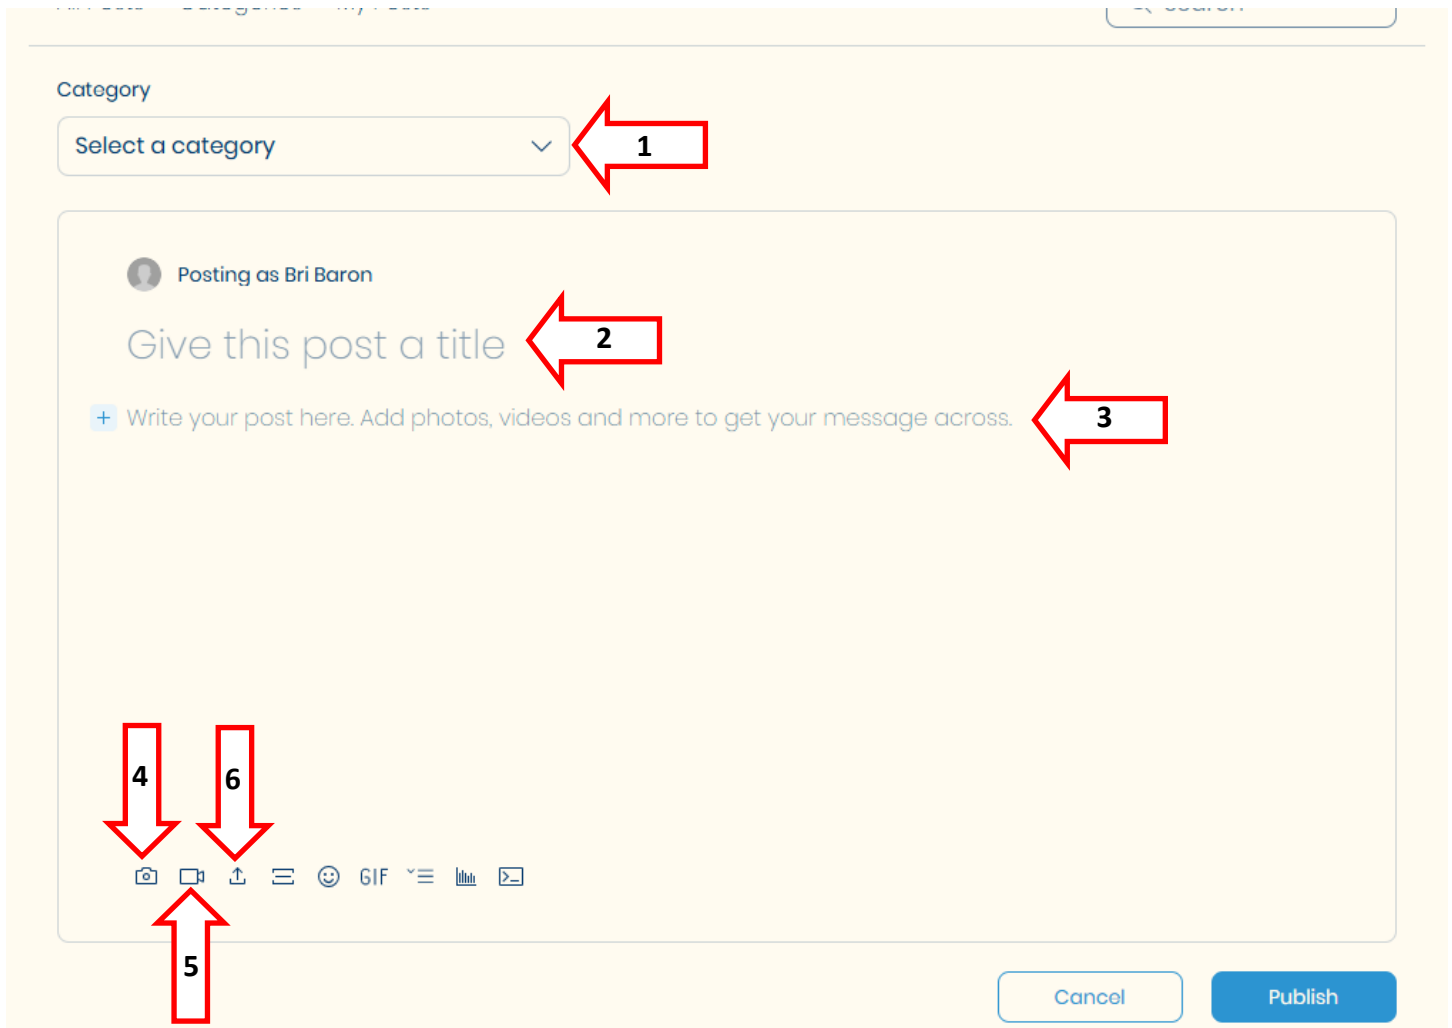 Category
Select a category
1
Posting as Bri Baron
Give this post a title
2
+ Write your post here. Add photos, videos and more to get your message across.
3
4
6
GIF
5
Cancel
Publish